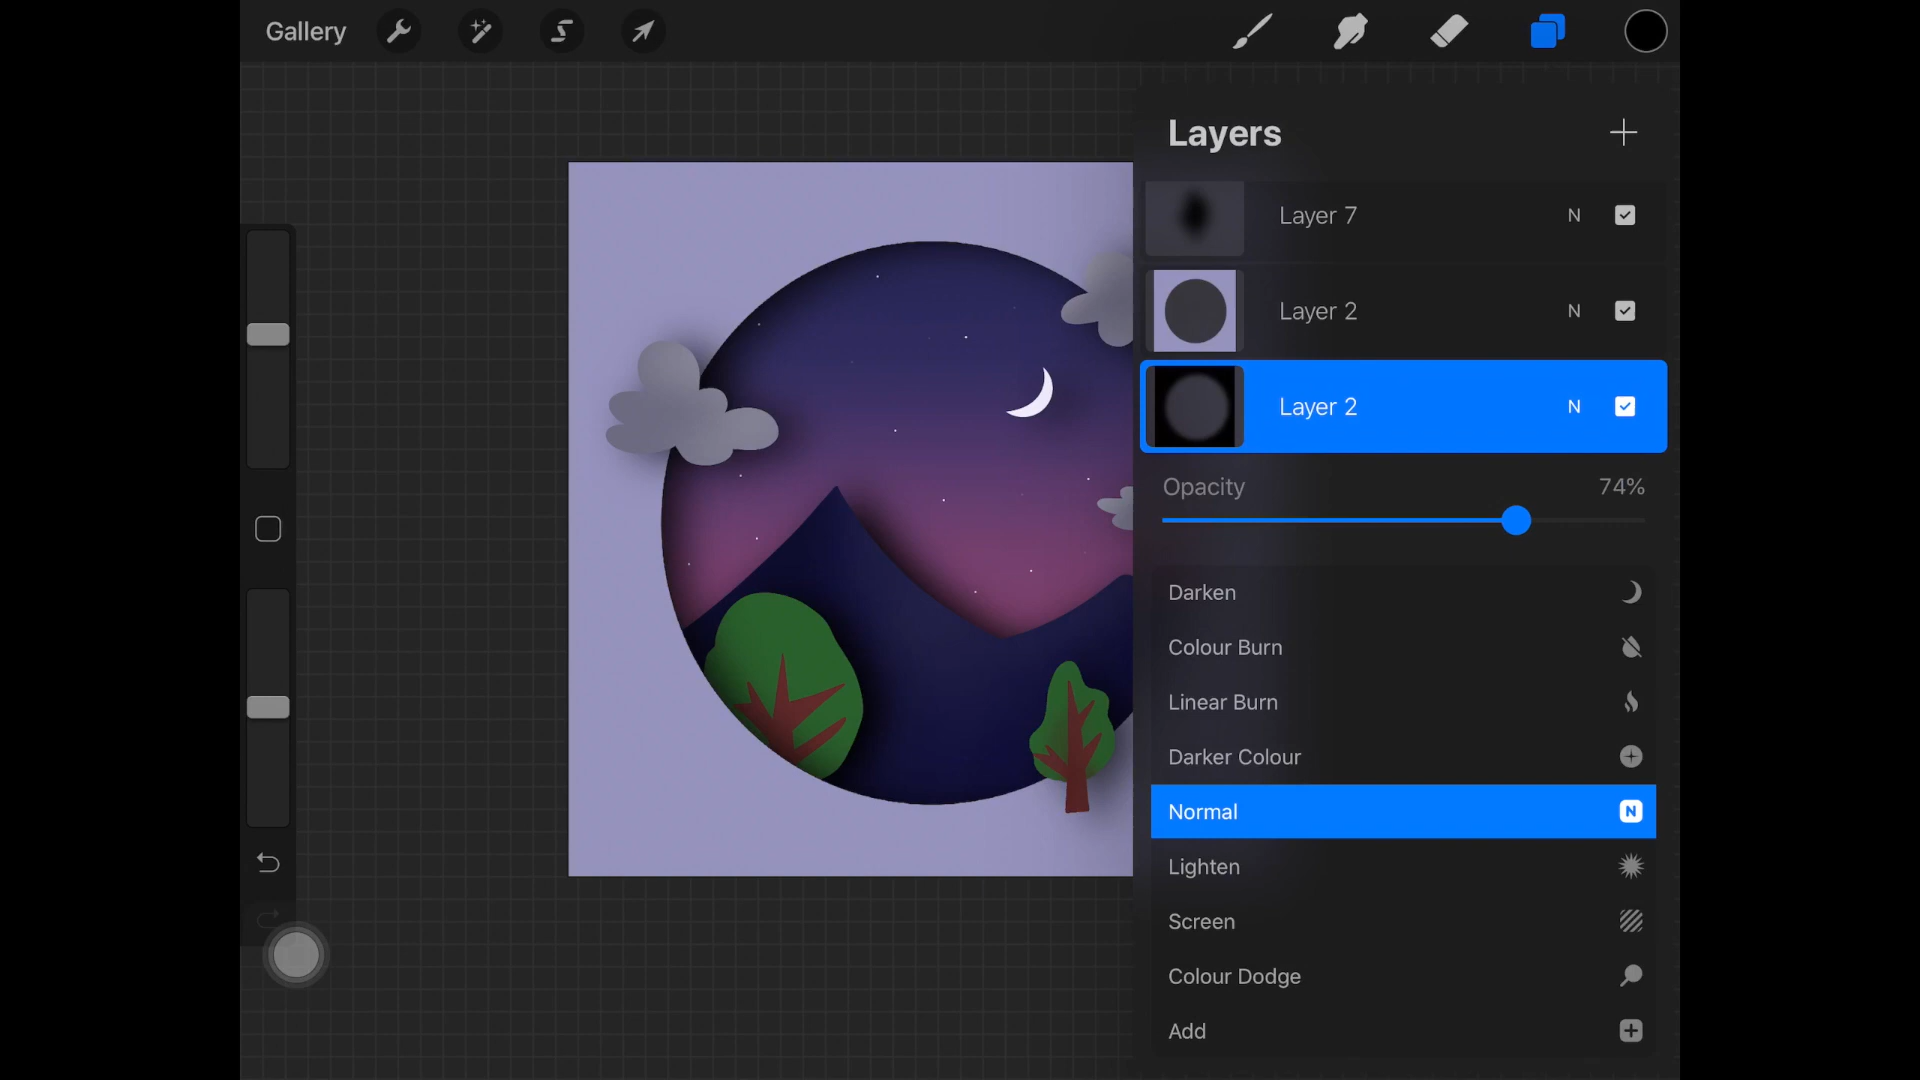 Gallery
Layers
Layer 7 N
Layer 2 N
Layer 2 N
Opacity 74%
Darken
Colour Burn
Linear Burn
Darker Colour
Normal N
Lighten
Screen
Colour Dodge
Add